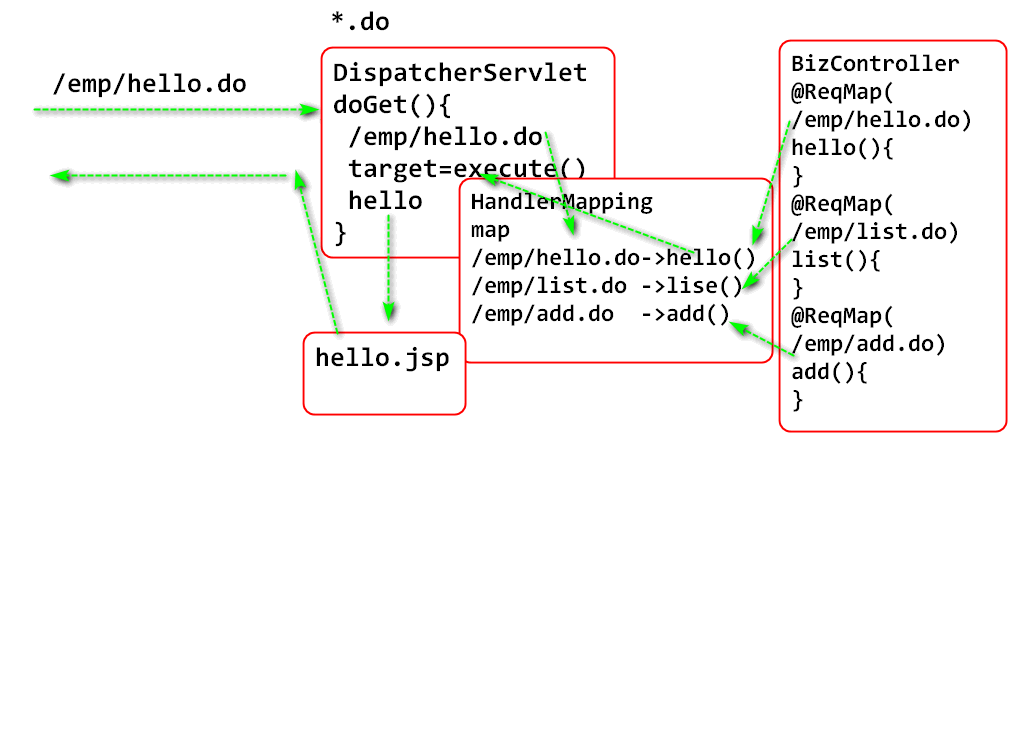 *.do
/emp/hello.do
DispatcherServlet
doGet(){
/emp/hello.do
target=execute()
hello
}
HandlerMapping
map
/emp/hello.do->hello()
/emp/list.do ->lise()
/emp/add.do ->add()
hello.jsp
BizController
@ReqMap(
/emp/hello.do)
hello(){
}
@ReqMap(
/emp/list.do)
list(){
}
@ReqMap(
/emp/add.do)
add(){
}